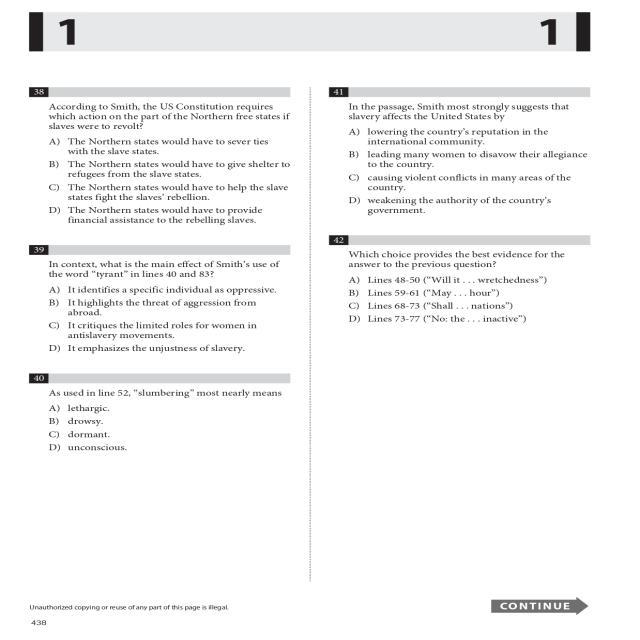 1
1
38
According to Smith, the US Constitution requires
which action on the part of the Northern free states if
slaves were to revolt?
A) The Northern states would have to sever ties
with the slave states.
B) The Northern states would have to give shelter to
refugees from the slave states.
C) The Northern states would have to help the slave
states fight the slaves' rebellion.
D) The Northern states would have to provide
financial assistance to the rebelling slaves.
39
In context, what is the main effect of Smith's use of
the word “tyrant” in lines 40 and 83?
A) It identifies a specific individual as oppressive.
B) It highlights the threat of aggression from
abroad.
C) It critiques the limited roles for women in
antislavery movements.
D) It emphasizes the unjustness of slavery.
40
As used in line 52, “slumbering” most nearly means
A) lethargic.
B) drowsy.
C) dormant.
D) unconscious.
41
In the passage, Smith most strongly suggests that
slavery affects the United States by
A) lowering the country's reputation in the
international community.
B) leading many women to disavow their allegiance
to the country.
C) causing violent conflicts in many areas of the
country.
D) weakening the authority of the country's
government.
42
Which choice provides the best evidence for the
answer to the previous question?
A) Lines 48-50 (“Will it . . . wretchedness”)
B) Lines 59-61 (“May . . . hour”)
C) Lines 68-73 (“Shall . . . nations”)
D) Lines 73-77 (“No: the . . . inactive”)
Unauthorized copying or reuse of any part of this page is illegal.
CONTINUE
438